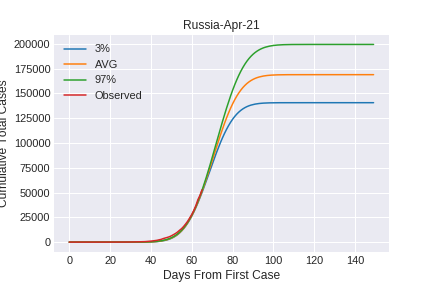 Russia-Apr-21
3%
AVG
97%
Observed
200000
175000
150000
125000
100000
75000
50000
25000
0
Cumulative Total Cases
0 20 40 60 80 100 120 140
Days From First Case